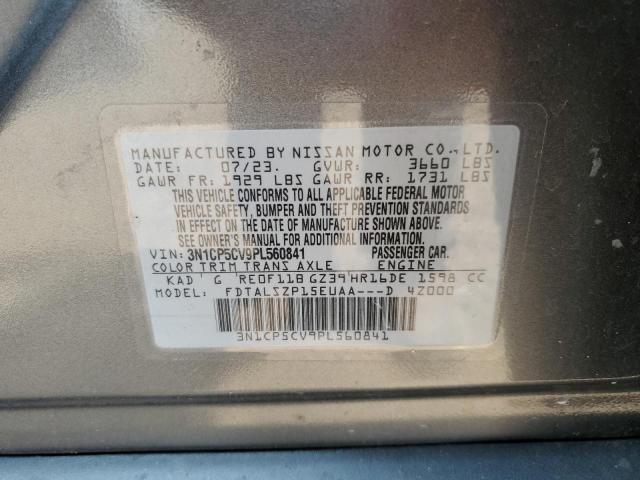 MANUFACTURED BY NISSAN MOTOR CO.,LTD.
DATE: 07/23. GVWR: 3660 LBS
GAWR FR: 1929 LBS GAWR RR: 1731 LBS
THIS VEHICLE CONFORMS TO ALL APPLICABLE FEDERAL MOTOR
VEHICLE SAFETY, BUMPER AND THEFT PREVENTION STANDARDS
IN EFFECT ON THE DATE OF MANUFACTURE SHOWN ABOVE.
SEE OWNER'S MANUAL FOR ADDITIONAL INFORMATION.
VIN: 3N1CP5CV9PL560841 PASSENGER CAR.
COLOR TRIM TRANS AXLE ENGINE
KAD G RE0F11B GZ39 HR16DE 1598 CC
MODEL: FDTALSZP15EUAA---D 4Z000
3N1CP5CV9PL560841